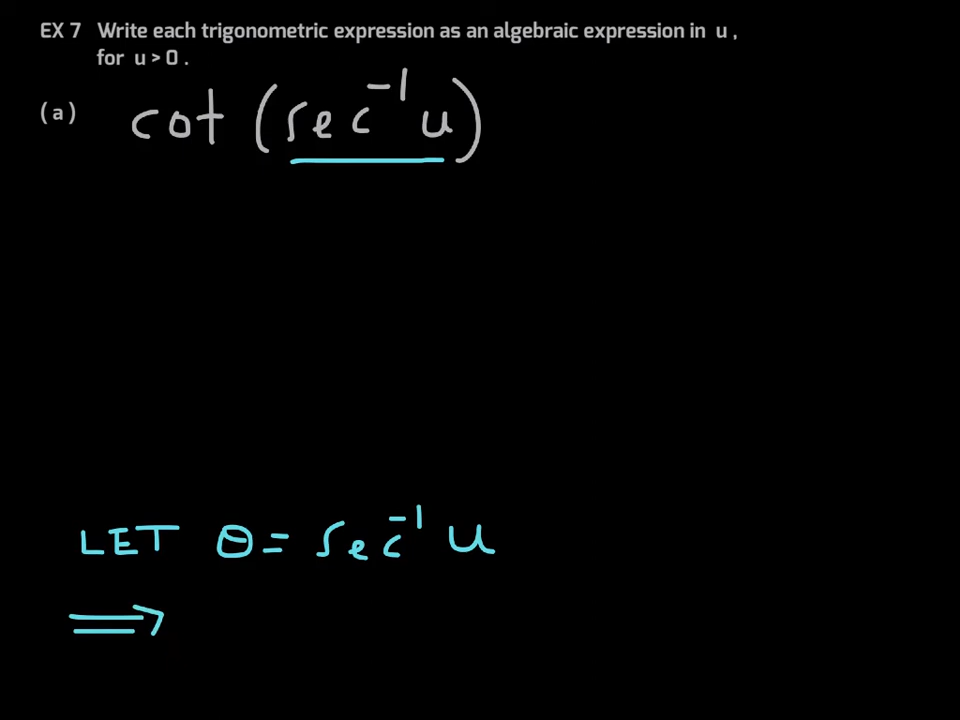 EX 7 Write each trigonometric expression as an algebraic expression in u ,
for u > 0 .
(a) cot (sec⁻¹ u)
LET θ = sec⁻¹ u
⟹